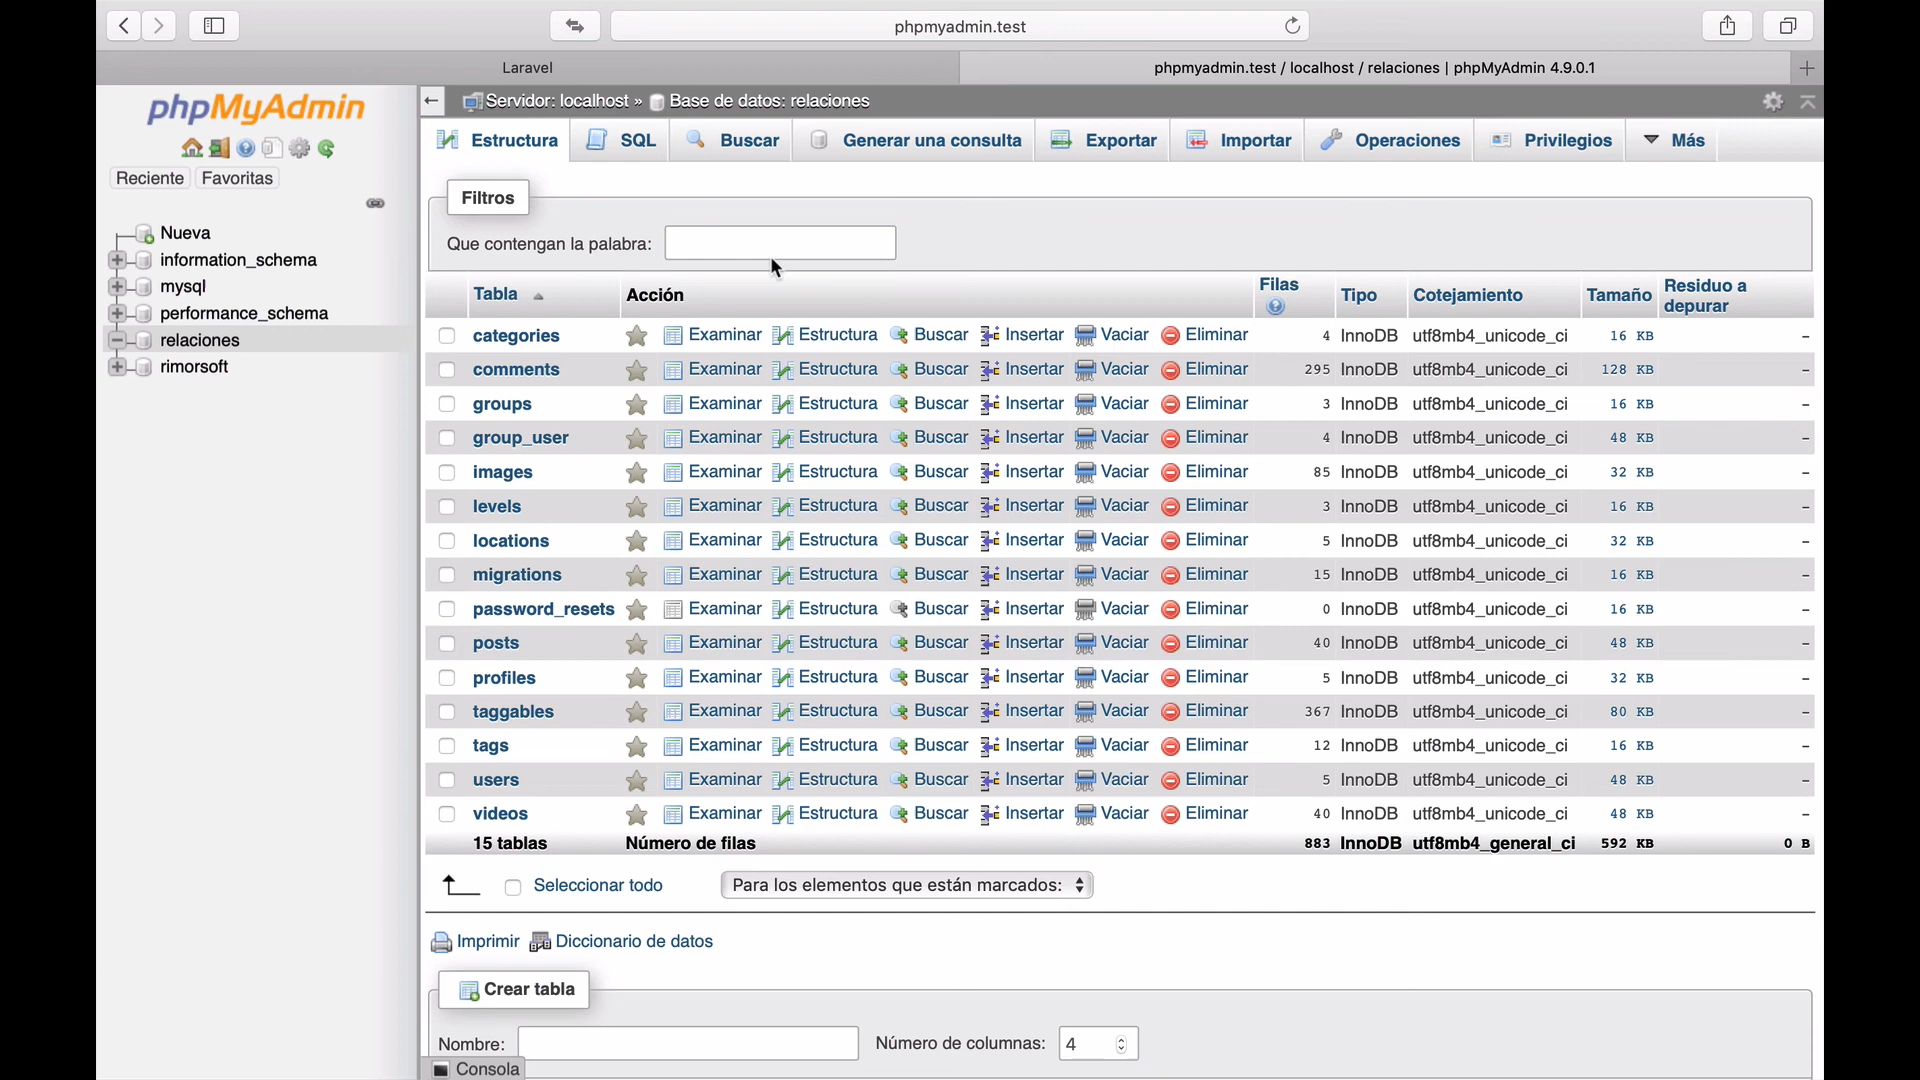 phpmyadmin.test
Laravel
phpmyadmin.test / localhost / relaciones | phpMyAdmin 4.9.0.1
phpMyAdmin
Reciente Favoritas
Nueva
information_schema
mysql
performance_schema
relaciones
rimorsoft
Servidor: localhost » Base de datos: relaciones
Estructura SQL Buscar Generar una consulta Exportar Importar Operaciones Privilegios Más
Filtros
Que contengan la palabra:
Tabla Acción Filas Tipo Cotejamiento Tamaño Residuo a depurar
categories Examinar Estructura Buscar Insertar Vaciar Eliminar 4 InnoDB utf8mb4_unicode_ci 16 KB –
comments Examinar Estructura Buscar Insertar Vaciar Eliminar 295 InnoDB utf8mb4_unicode_ci 128 KB –
groups Examinar Estructura Buscar Insertar Vaciar Eliminar 3 InnoDB utf8mb4_unicode_ci 16 KB –
group_user Examinar Estructura Buscar Insertar Vaciar Eliminar 4 InnoDB utf8mb4_unicode_ci 48 KB –
images Examinar Estructura Buscar Insertar Vaciar Eliminar 85 InnoDB utf8mb4_unicode_ci 32 KB –
levels Examinar Estructura Buscar Insertar Vaciar Eliminar 3 InnoDB utf8mb4_unicode_ci 16 KB –
locations Examinar Estructura Buscar Insertar Vaciar Eliminar 5 InnoDB utf8mb4_unicode_ci 32 KB –
migrations Examinar Estructura Buscar Insertar Vaciar Eliminar 15 InnoDB utf8mb4_unicode_ci 16 KB –
password_resets Examinar Estructura Buscar Insertar Vaciar Eliminar 0 InnoDB utf8mb4_unicode_ci 16 KB –
posts Examinar Estructura Buscar Insertar Vaciar Eliminar 40 InnoDB utf8mb4_unicode_ci 48 KB –
profiles Examinar Estructura Buscar Insertar Vaciar Eliminar 5 InnoDB utf8mb4_unicode_ci 32 KB –
taggables Examinar Estructura Buscar Insertar Vaciar Eliminar 367 InnoDB utf8mb4_unicode_ci 80 KB –
tags Examinar Estructura Buscar Insertar Vaciar Eliminar 12 InnoDB utf8mb4_unicode_ci 16 KB –
users Examinar Estructura Buscar Insertar Vaciar Eliminar 5 InnoDB utf8mb4_unicode_ci 48 KB –
videos Examinar Estructura Buscar Insertar Vaciar Eliminar 40 InnoDB utf8mb4_unicode_ci 48 KB –
15 tablas Número de filas 883 InnoDB utf8mb4_general_ci 592 KB 0 B
Seleccionar todo Para los elementos que están marcados:
Imprimir Diccionario de datos
Crear tabla
Nombre: Número de columnas: 4
Consola